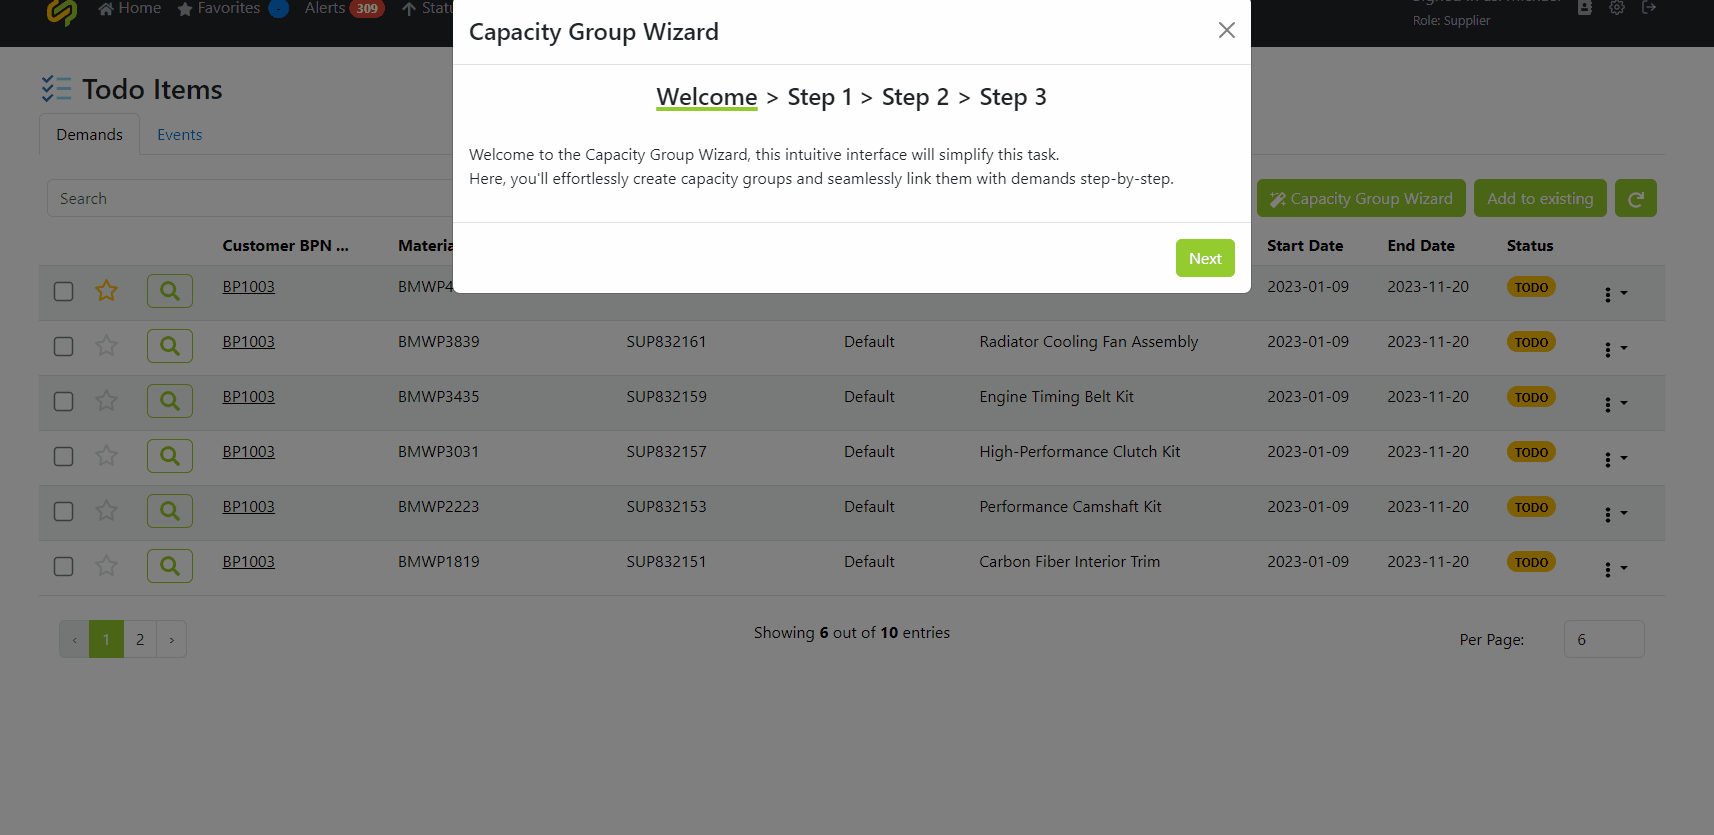 Home Favorites - Alerts 309
Role: Supplier
Capacity Group Wizard
Welcome > Step 1 > Step 2 > Step 3
Welcome to the Capacity Group Wizard, this intuitive interface will simplify this task.
Here, you'll effortlessly create capacity groups and seamlessly link them with demands step-by-step.
Next
Todo Items
Demands Events
Search
Capacity Group Wizard Add to existing
Customer BPN ... Start Date End Date Status
BP1003 2023-01-09 2023-11-20 TODO
BP1003 BMWP3839 SUP832161 Default Radiator Cooling Fan Assembly 2023-01-09 2023-11-20 TODO
BP1003 BMWP3435 SUP832159 Default Engine Timing Belt Kit 2023-01-09 2023-11-20 TODO
BP1003 BMWP3031 SUP832157 Default High-Performance Clutch Kit 2023-01-09 2023-11-20 TODO
BP1003 BMWP2223 SUP832153 Default Performance Camshaft Kit 2023-01-09 2023-11-20 TODO
BP1003 BMWP1819 SUP832151 Default Carbon Fiber Interior Trim 2023-01-09 2023-11-20 TODO
‹ 1 2 ›
Showing 6 out of 10 entries
Per Page: 6